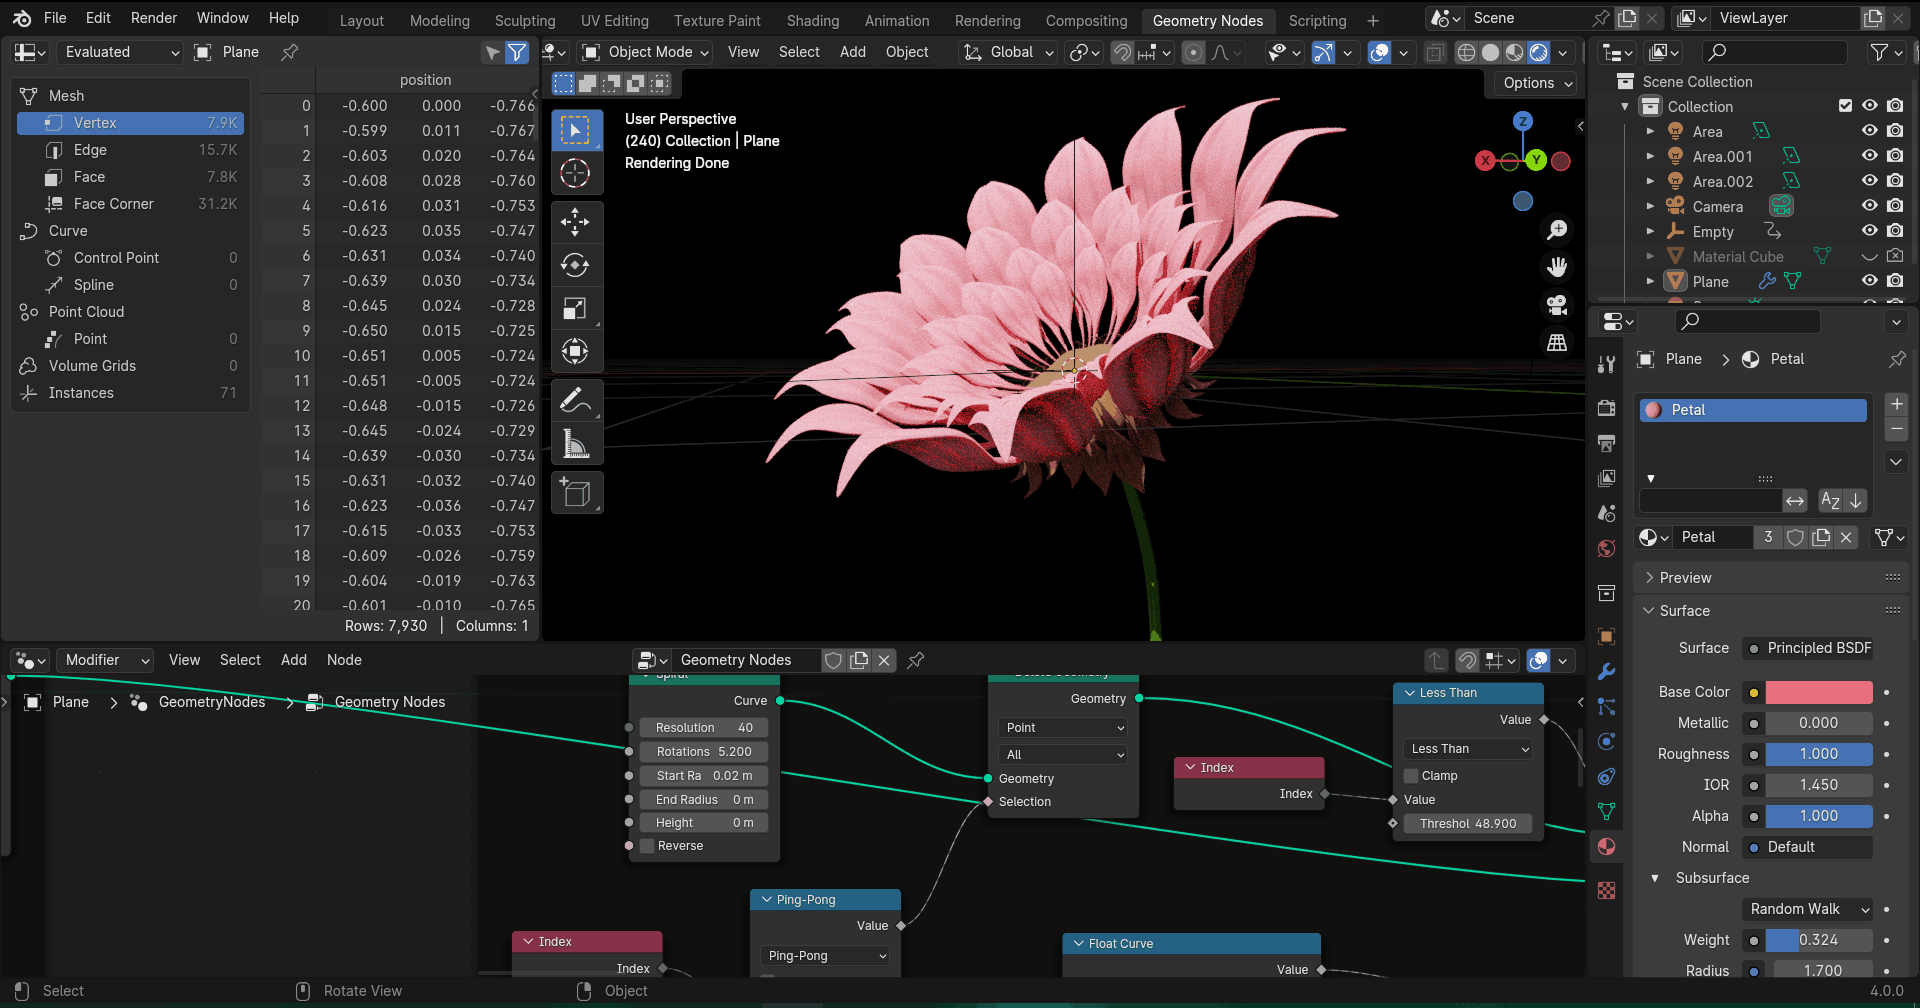 File Edit Render Window Help Layout Modeling Sculpting UV Editing Texture Paint Shading Animation Rendering Compositing Geometry Nodes Scripting + Scene ViewLayer
Evaluated Plane
Object Mode View Select Add Object Global
Options
position
Mesh
Vertex 7.9K
Edge 15.7K
Face 7.8K
Face Corner 31.2K
Curve
Control Point 0
Spline 0
Point Cloud
Point 0
Volume Grids 0
Instances 71
0 -0.600 0.000 -0.766
1 -0.599 0.011 -0.767
2 -0.603 0.020 -0.764
3 -0.608 0.028 -0.760
4 -0.616 0.031 -0.753
5 -0.623 0.035 -0.747
6 -0.631 0.034 -0.740
7 -0.639 0.030 -0.734
8 -0.645 0.024 -0.728
9 -0.650 0.015 -0.725
10 -0.651 0.005 -0.724
11 -0.651 -0.005 -0.724
12 -0.648 -0.015 -0.726
13 -0.645 -0.024 -0.729
14 -0.639 -0.030 -0.734
15 -0.631 -0.032 -0.740
16 -0.623 -0.036 -0.747
17 -0.615 -0.033 -0.753
18 -0.609 -0.026 -0.759
19 -0.604 -0.019 -0.763
20 -0.601 -0.010 -0.765
Rows: 7,930 | Columns: 1
User Perspective
(240) Collection | Plane
Rendering Done
Z
X
Y
Scene Collection
Collection
Area
Area.001
Area.002
Camera
Empty
Material Cube
Plane
Plane > Petal
Petal
Petal 3
Preview
Surface
Surface Principled BSDF
Base Color
Metallic 0.000
Roughness 1.000
IOR 1.450
Alpha 1.000
Normal Default
Subsurface
Random Walk
Weight 0.324
Radius 1.700
Modifier View Select Add Node Geometry Nodes
Plane > GeometryNodes > Geometry Nodes
Spiral
Curve
Resolution 40
Rotations 5.200
Start Ra 0.02 m
End Radius 0 m
Height 0 m
Reverse
Delete Geometry
Geometry
Point
All
Geometry
Selection
Index
Index
Less Than
Value
Less Than
Clamp
Value
Threshol 48.900
Ping-Pong
Value
Ping-Pong
Index
Index
Float Curve
Value
Select Rotate View Object 4.0.0